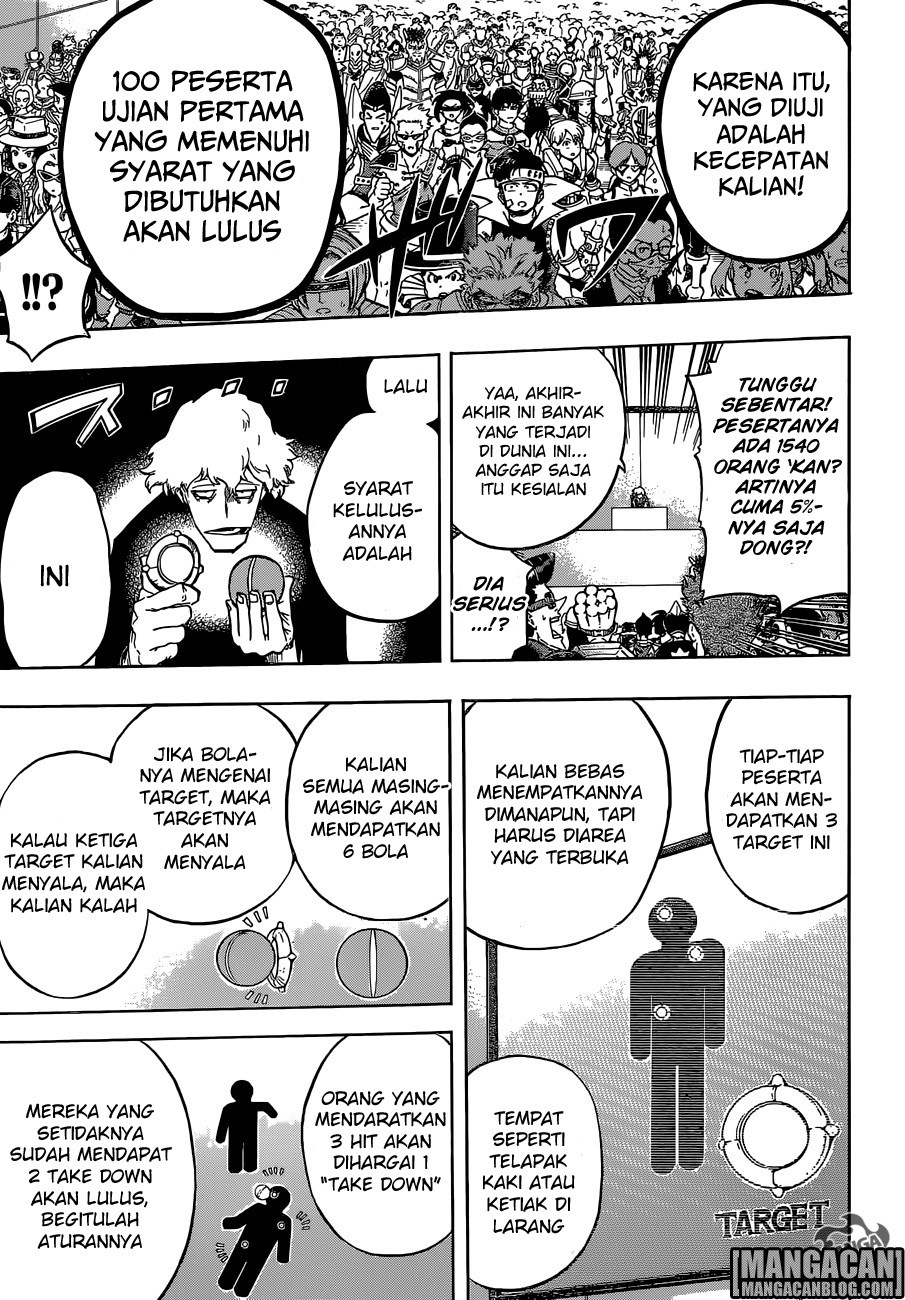 KARENA ITU,
YANG DIUJI
ADALAH
KECEPATAN
KALIAN!
100 PESERTA
UJIAN PERTAMA
YANG MEMENUHI
SYARAT YANG
DIBUTUHKAN
AKAN LULUS
!!?
TUNGGU
SEBENTAR!
PESERTANYA
ADA 1540
ORANG 'KAN?
ARTINYA
CUMA 5%-
NYA SAJA
DONG?!
YAA, AKHIR-
AKHIR INI BANYAK
YANG TERJADI
DI DUNIA INI...
ANGGAP SAJA
ITU KESIALAN
DIA
SERIUS
...!?
LALU
SYARAT
KELULUS-
ANNYA
ADALAH
INI
TIAP-TIAP
PESERTA
AKAN MEN-
DAPATKAN 3
TARGET INI
KALIAN BEBAS
MENEMPATKANNYA
DIMANAPUN, TAPI
HARUS DIAREA
YANG TERBUKA
TEMPAT
SEPERTI
TELAPAK
KAKI ATAU
KETIAK DI
LARANG
TARGET
KALIAN
SEMUA MASING-
MASING AKAN
MENDAPATKAN
6 BOLA
JIKA BOLA-
NYA MENGENAI
TARGET, MAKA
TARGETNYA
AKAN
MENYALA
KALAU KETIGA
TARGET KALIAN
MENYALA, MAKA
KALIAN KALAH
ORANG YANG
MENDARATKAN
3 HIT AKAN
DIHARGAI 1
"TAKE DOWN"
MEREKA YANG
SETIDAKNYA
SUDAH MENDAPAT
2 TAKE DOWN
AKAN LULUS,
BEGITULAH
ATURANNYA
MANGACAN
MANGACANBLOG.COM